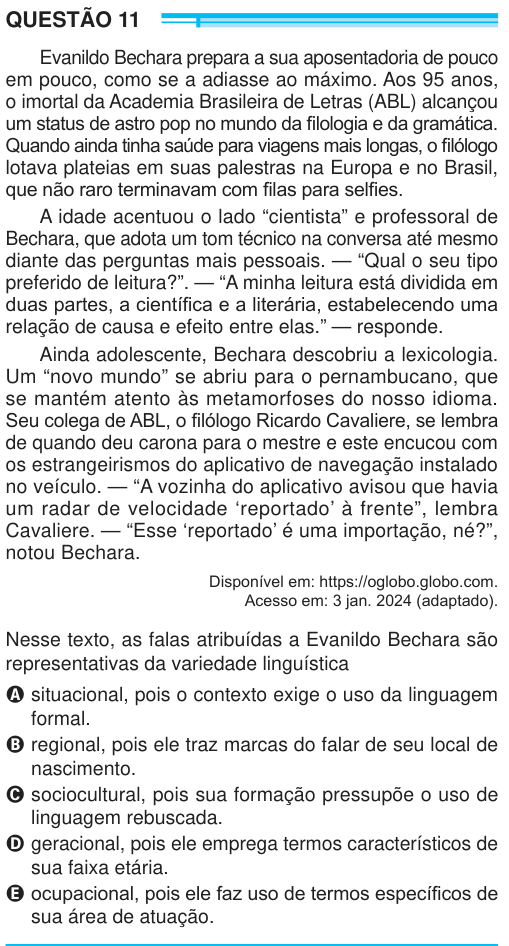 QUESTÃO 11
Evanildo Bechara prepara a sua aposentadoria de pouco
em pouco, como se a adiasse ao máximo. Aos 95 anos,
o imortal da Academia Brasileira de Letras (ABL) alcançou
um status de astro pop no mundo da filologia e da gramática.
Quando ainda tinha saúde para viagens mais longas, o filólogo
lotava plateias em suas palestras na Europa e no Brasil,
que não raro terminavam com filas para selfies.
A idade acentuou o lado “cientista” e professoral de
Bechara, que adota um tom técnico na conversa até mesmo
diante das perguntas mais pessoais. — “Qual o seu tipo
preferido de leitura?”. — “A minha leitura está dividida em
duas partes, a científica e a literária, estabelecendo uma
relação de causa e efeito entre elas.” — responde.
Ainda adolescente, Bechara descobriu a lexicologia.
Um “novo mundo” se abriu para o pernambucano, que
se mantém atento às metamorfoses do nosso idioma.
Seu colega de ABL, o filólogo Ricardo Cavaliere, se lembra
de quando deu carona para o mestre e este encucou com
os estrangeirismos do aplicativo de navegação instalado
no veículo. — “A vozinha do aplicativo avisou que havia
um radar de velocidade ‘reportado’ à frente”, lembra
Cavaliere. — “Esse ‘reportado’ é uma importação, né?”,
notou Bechara.
Disponível em: https://oglobo.globo.com.
Acesso em: 3 jan. 2024 (adaptado).
Nesse texto, as falas atribuídas a Evanildo Bechara são
representativas da variedade linguística
A situacional, pois o contexto exige o uso da linguagem
formal.
B regional, pois ele traz marcas do falar de seu local de
nascimento.
C sociocultural, pois sua formação pressupõe o uso de
linguagem rebuscada.
D geracional, pois ele emprega termos característicos de
sua faixa etária.
E ocupacional, pois ele faz uso de termos específicos de
sua área de atuação.